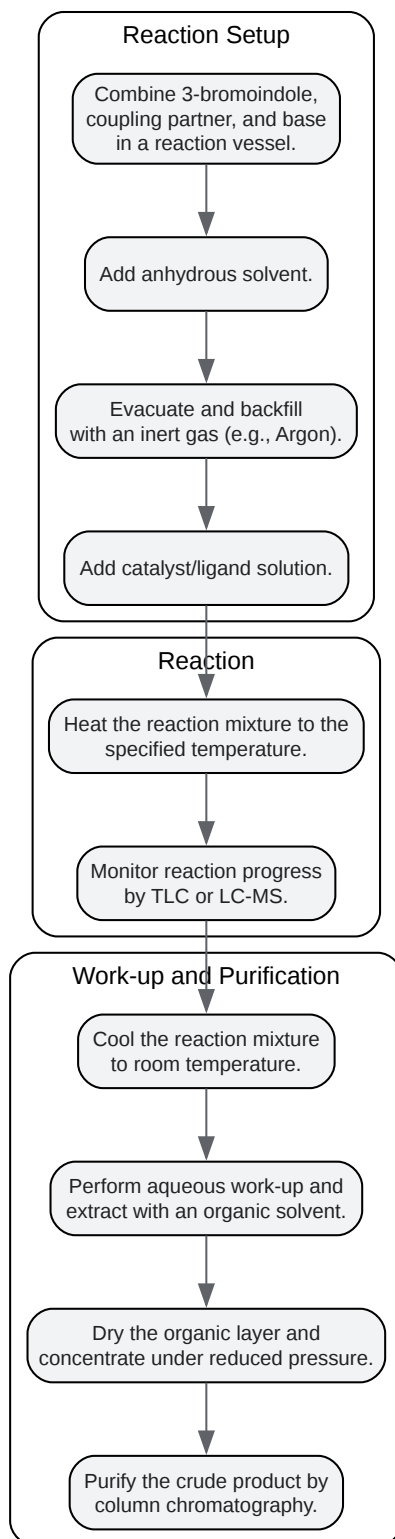 Reaction Setup
Combine 3-bromoindole,
coupling partner, and base
in a reaction vessel.
Add anhydrous solvent.
Evacuate and backfill
with an inert gas (e.g., Argon).
Add catalyst/ligand solution.
Reaction
Heat the reaction mixture to the
specified temperature.
Monitor reaction progress
by TLC or LC-MS.
Work-up and Purification
Cool the reaction mixture
to room temperature.
Perform aqueous work-up and
extract with an organic solvent.
Dry the organic layer and
concentrate under reduced pressure.
Purify the crude product by
column chromatography.